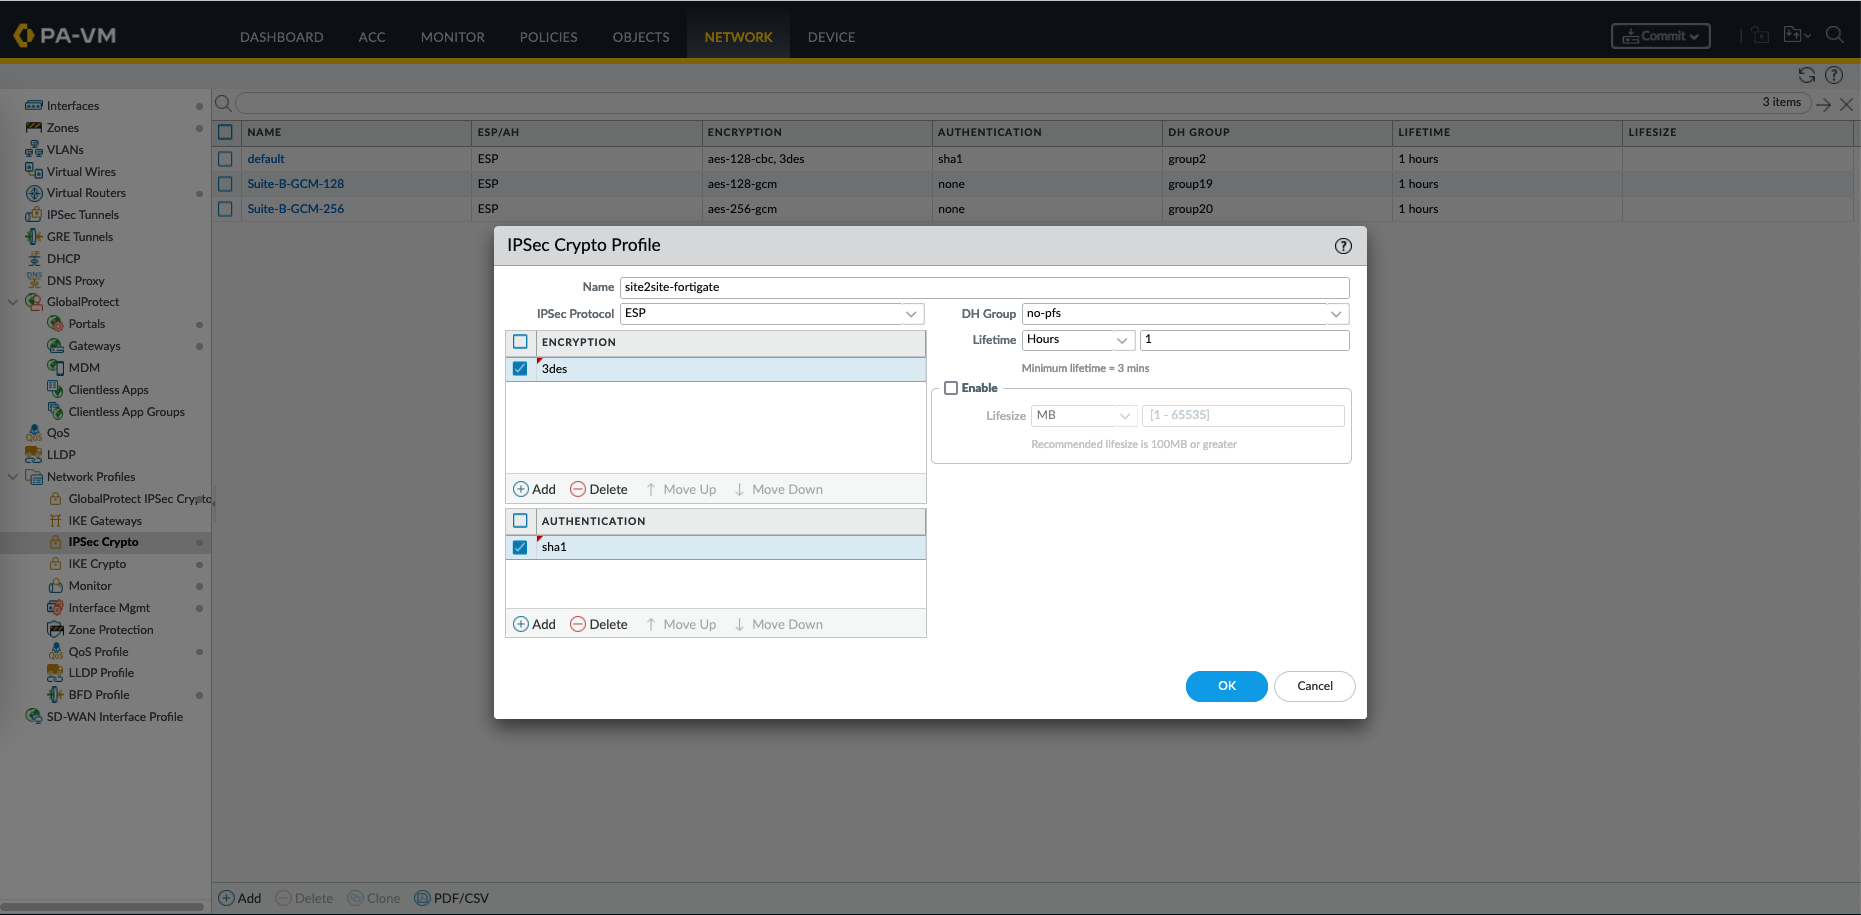 PA-VM
DASHBOARD ACC MONITOR POLICIES OBJECTS NETWORK DEVICE
Commit
Interfaces
Zones
VLANs
Virtual Wires
Virtual Routers
IPSec Tunnels
GRE Tunnels
DHCP
DNS Proxy
GlobalProtect
Portals
Gateways
MDM
Clientless Apps
Clientless App Groups
QoS
LLDP
Network Profiles
GlobalProtect IPSec Crypto
IKE Gateways
IPSec Crypto
IKE Crypto
Monitor
Interface Mgmt
Zone Protection
QoS Profile
LLDP Profile
BFD Profile
SD-WAN Interface Profile
3 items
NAME ESP/AH ENCRYPTION AUTHENTICATION DH GROUP LIFETIME LIFESIZE
default ESP aes-128-cbc, 3des sha1 group2 1 hours
Suite-B-GCM-128 ESP aes-128-gcm none group19 1 hours
Suite-B-GCM-256 ESP aes-256-gcm none group20 1 hours
IPSec Crypto Profile
Name site2site-fortigate
IPSec Protocol ESP
DH Group no-pfs
Lifetime Hours 1
Minimum lifetime = 3 mins
Enable
Lifesize MB [1 - 65535]
Recommended lifesize is 100MB or greater
ENCRYPTION
3des
Add Delete Move Up Move Down
AUTHENTICATION
sha1
Add Delete Move Up Move Down
OK Cancel
Add Delete Clone PDF/CSV